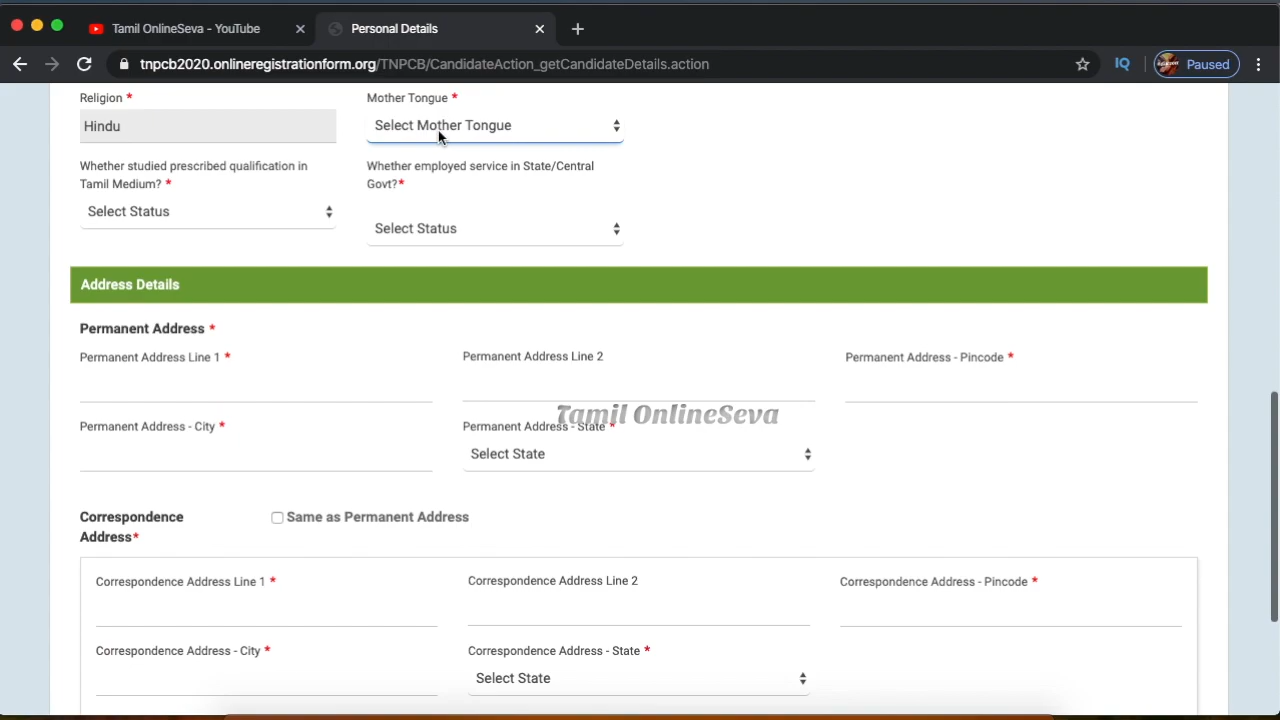 Tamil OnlineSeva - YouTube
Personal Details
tnpcb2020.onlineregistrationform.org/TNPCB/CandidateAction_getCandidateDetails.action
IQ
Paused
Religion *
Mother Tongue *
Hindu
Select Mother Tongue
Whether studied prescribed qualification in
Tamil Medium? *
Whether employed service in State/Central
Govt?*
Select Status
Select Status
Address Details
Permanent Address *
Permanent Address Line 1 *
Permanent Address Line 2
Permanent Address - Pincode *
Tamil OnlineSeva
Permanent Address - City *
Permanent Address - State *
Select State
Correspondence
Address*
Same as Permanent Address
Correspondence Address Line 1 *
Correspondence Address Line 2
Correspondence Address - Pincode *
Correspondence Address - City *
Correspondence Address - State *
Select State